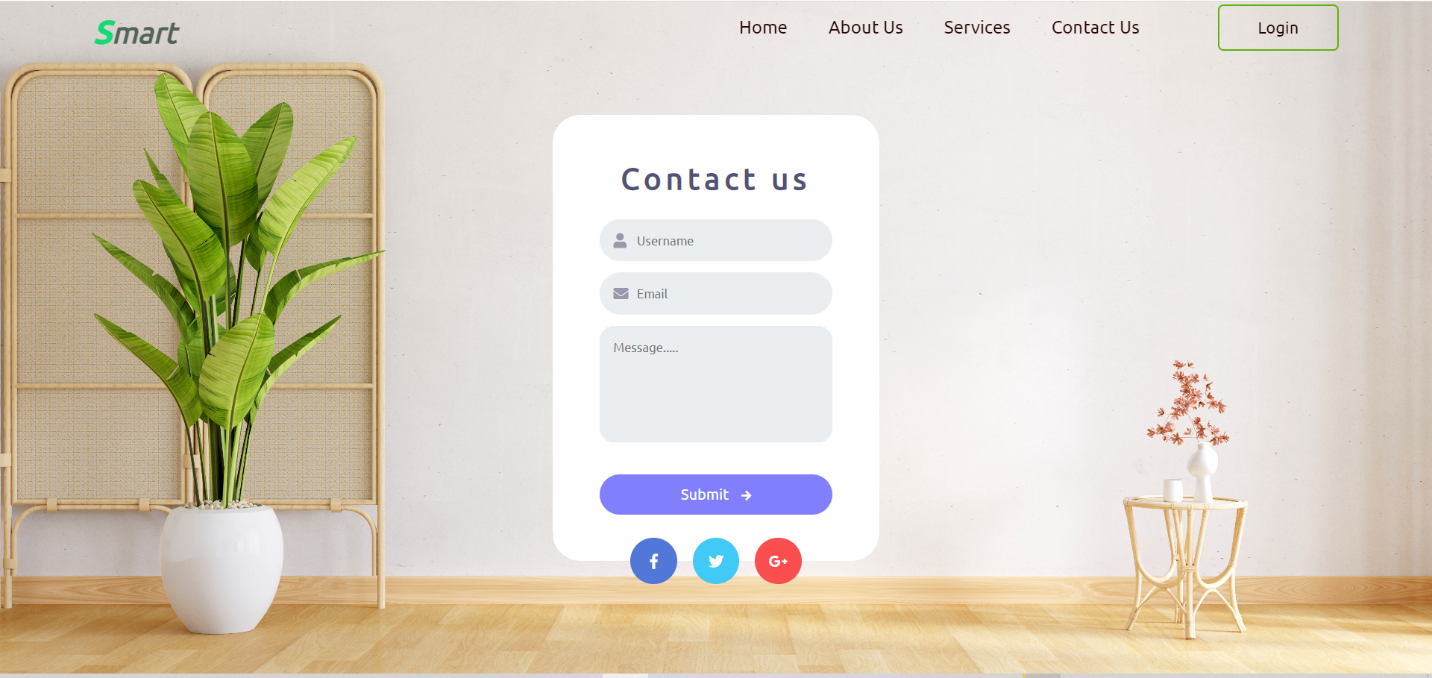 Smart
Home About Us Services Contact Us Login
Contact us
Username
Email
Message.....
Submit
f
G+